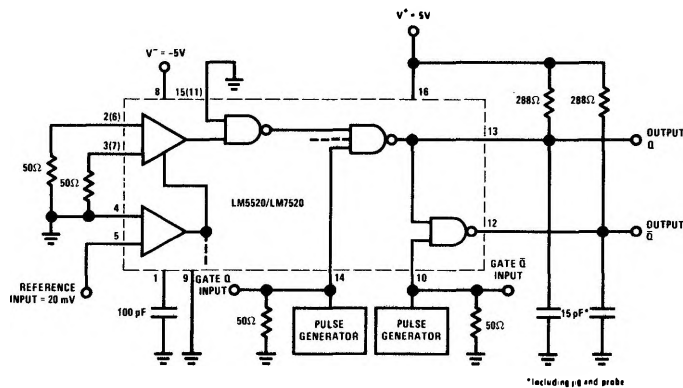 V⁺ = 5V
V⁻ = -5V
8
15(11)
16
288Ω
288Ω
2(6)
3(7)
13
OUTPUT
Q
50Ω
50Ω
LM5520/LM7520
4
5
12
OUTPUT
Q̄
REFERENCE
INPUT = 20 mV
1
9
GATE Q
INPUT
14
10
GATE Q̄
INPUT
100 pF
50Ω
PULSE
GENERATOR
PULSE
GENERATOR
50Ω
15 pF*
*Including jig and probe